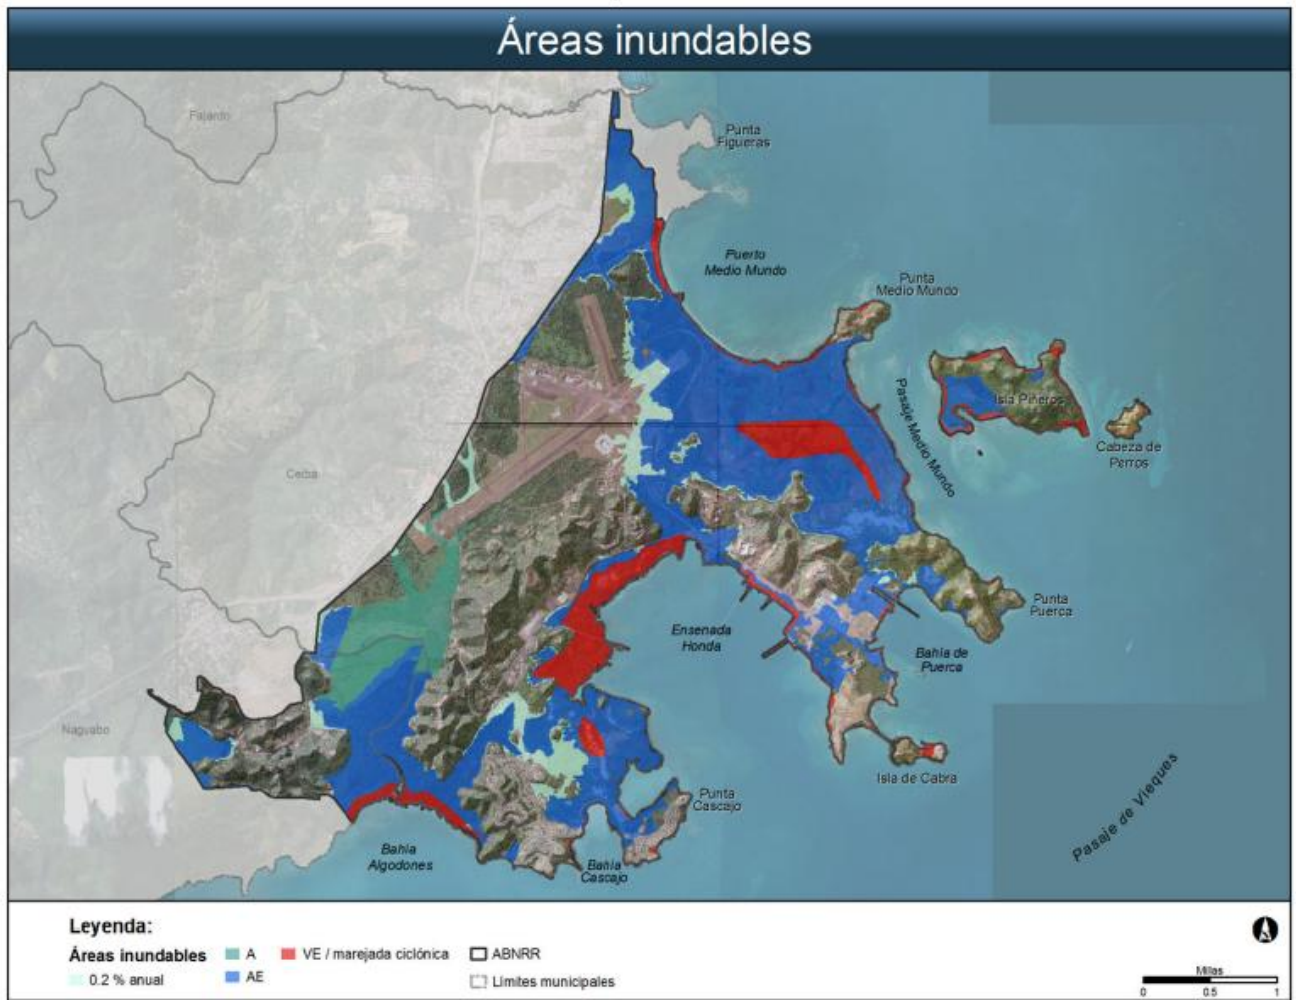 Áreas inundables
Fajardo
Punta
Figueras
Puerto
Medio Mundo
Punta
Medio Mundo
Isla Piñeros
Pasaje Medio Mundo
Cabeza de
Perros
Ceiba
Punta
Puerca
Ensenada
Honda
Bahía de
Puerca
Naguabo
Isla de Cabra
Punta
Cascajo
Pasaje de Vieques
Bahía
Algodones
Bahía
Cascajo
Leyenda:
Áreas inundables
0.2 % anual
A
AE
VE / marejada ciclónica
ABNRR
Límites municipales
Millas
0 0.5 1